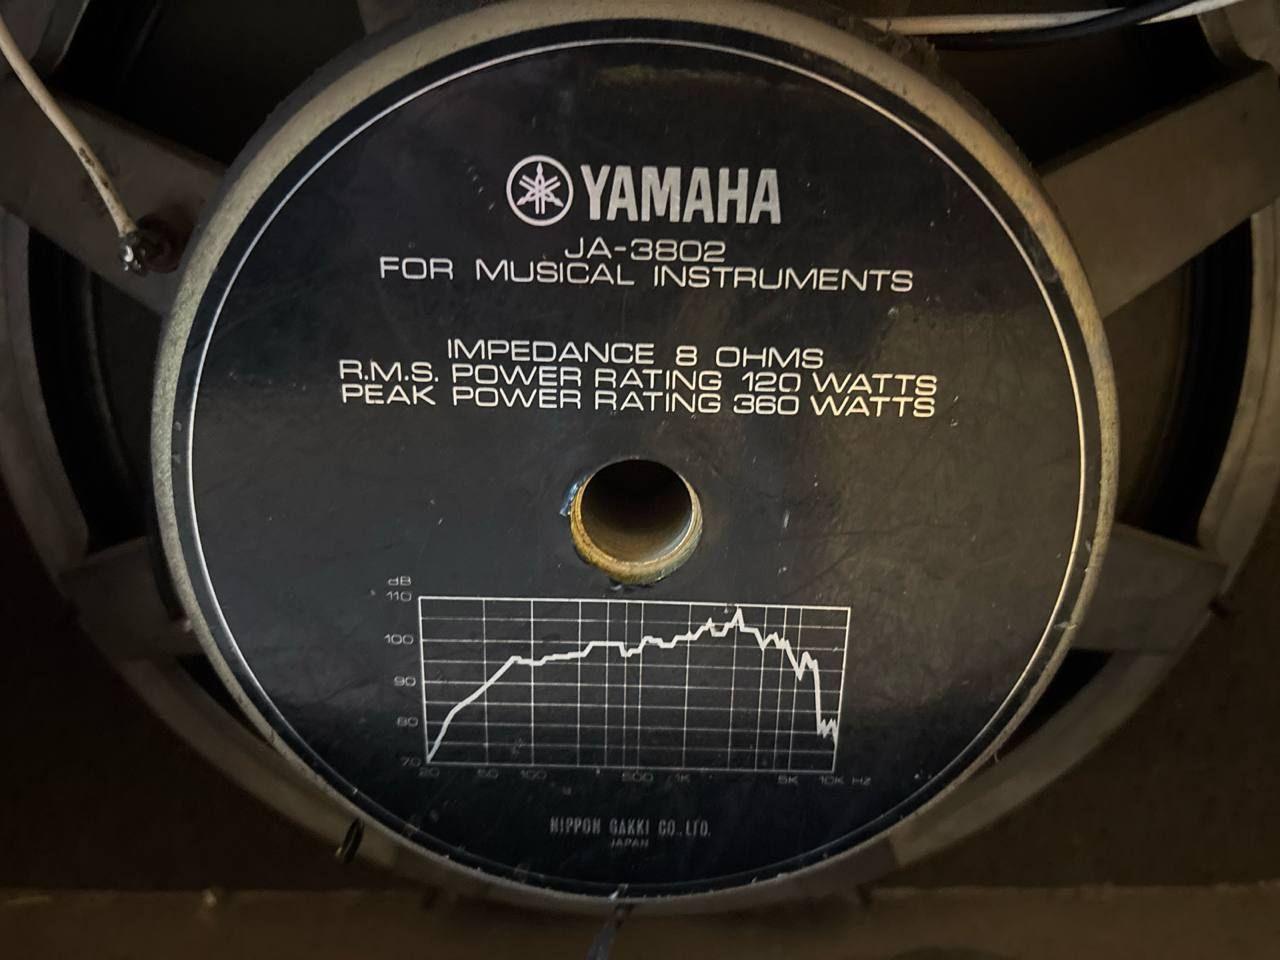 YAMAHA
JA-3802
FOR MUSICAL INSTRUMENTS
IMPEDANCE 8 OHMS
R.M.S. POWER RATING 120 WATTS
PEAK POWER RATING 360 WATTS
dB
110
100
90
80
70
20 50 100 500 1K 5K 10K HZ
NIPPON GAKKI CO.,LTD.
JAPAN